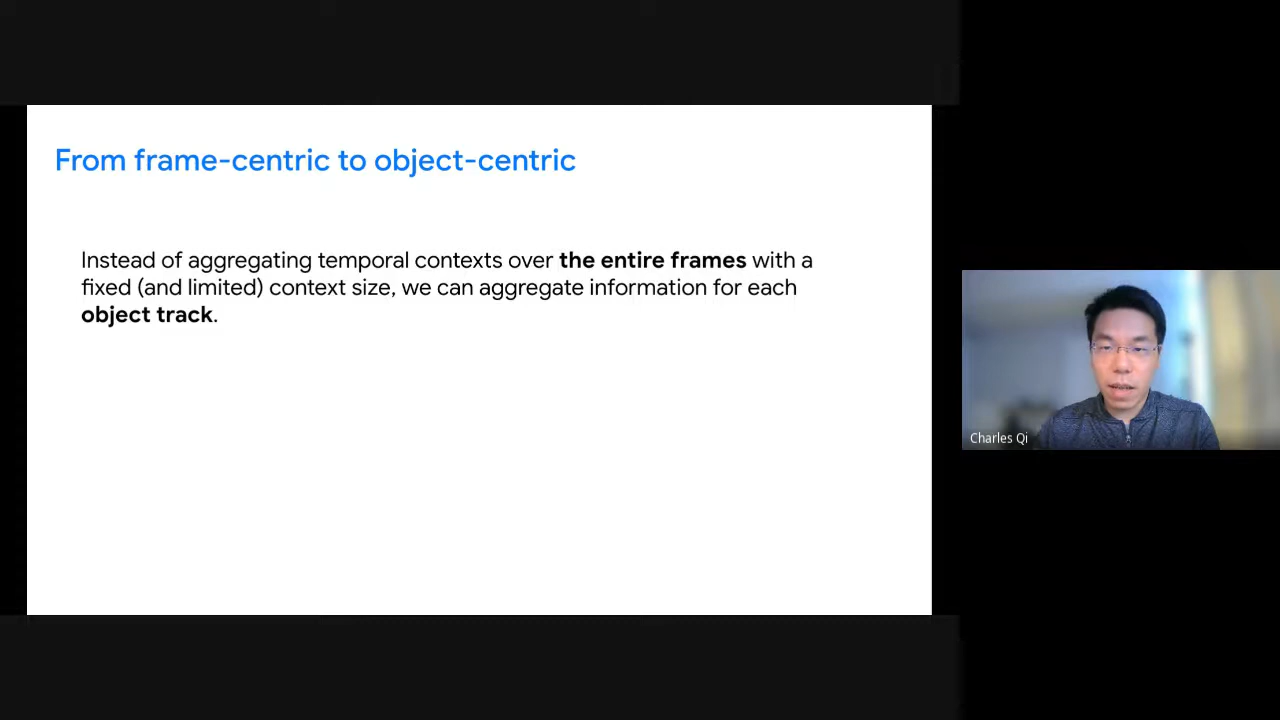 From frame-centric to object-centric
Instead of aggregating temporal contexts over the entire frames with a
fixed (and limited) context size, we can aggregate information for each
object track.
Charles Qi